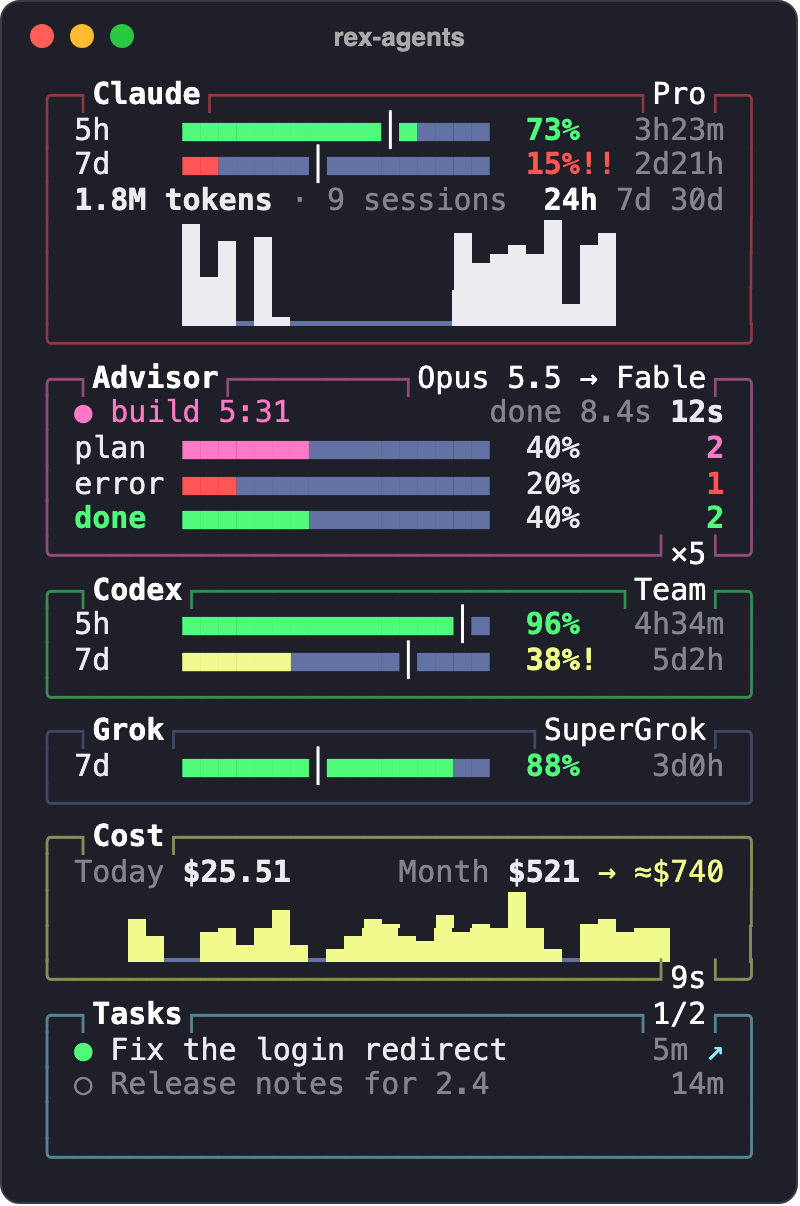 rex-agents
Claude Pro
5h 73% 3h23m
7d 15%!! 2d21h
1.8M tokens · 9 sessions 24h 7d 30d
Advisor Opus 5.5 → Fable
● build 5:31 done 8.4s 12s
plan 40% 2
error 20% 1
done 40% 2
×5
Codex Team
5h 96% 4h34m
7d 38%! 5d2h
Grok SuperGrok
7d 88% 3d0h
Cost
Today $25.51 Month $521 → ≈$740
9s
Tasks 1/2
● Fix the login redirect 5m ↗
○ Release notes for 2.4 14m